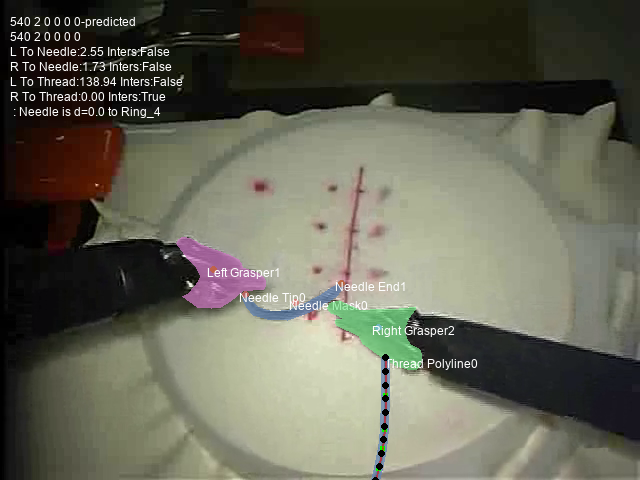 540 2 0 0 0 0-predicted
540 2 0 0 0 0
L To Needle:2.55 Inters:False
R To Needle:1.73 Inters:False
L To Thread:138.94 Inters:False
R To Thread:0.00 Inters:True
: Needle is d=0.0 to Ring_4
Left Grasper1
Needle End1
Needle Tip0
Needle Mask0
Right Grasper2
Thread Polyline0